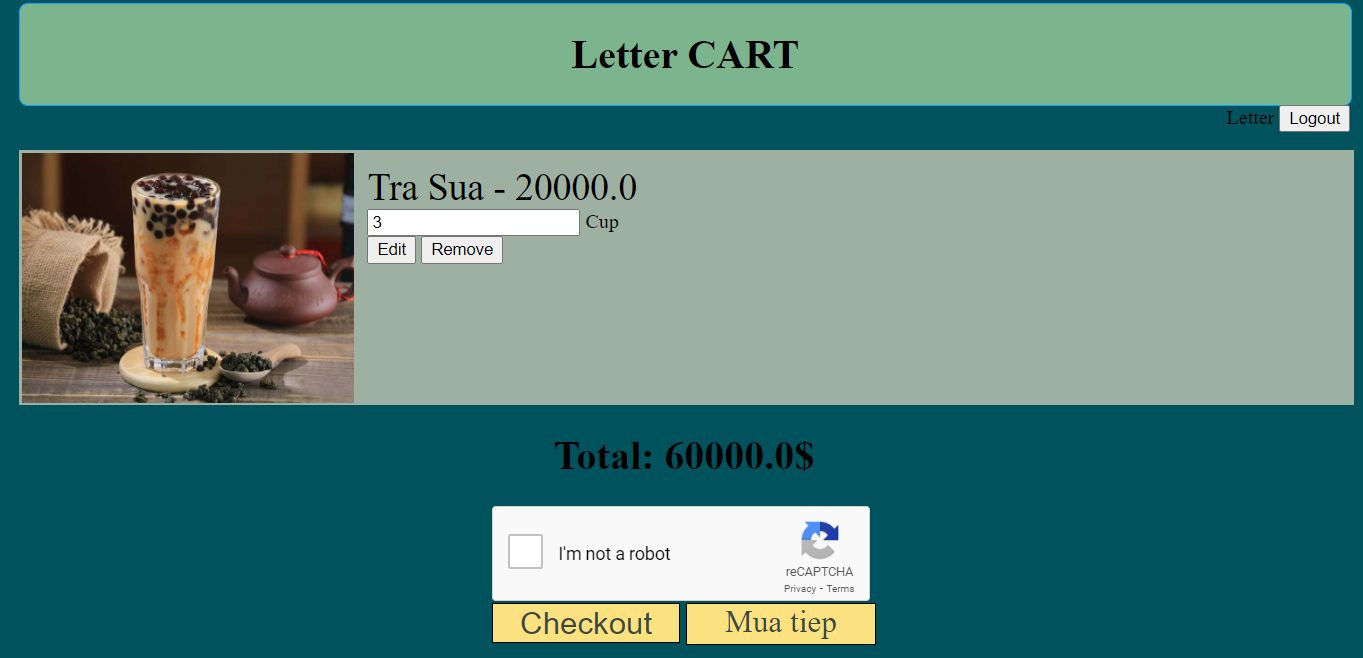 Letter CART
Letter Logout
Tra Sua - 20000.0
3 Cup
Edit Remove
Total: 60000.0$
I'm not a robot
reCAPTCHA
Privacy - Terms
Checkout Mua tiep